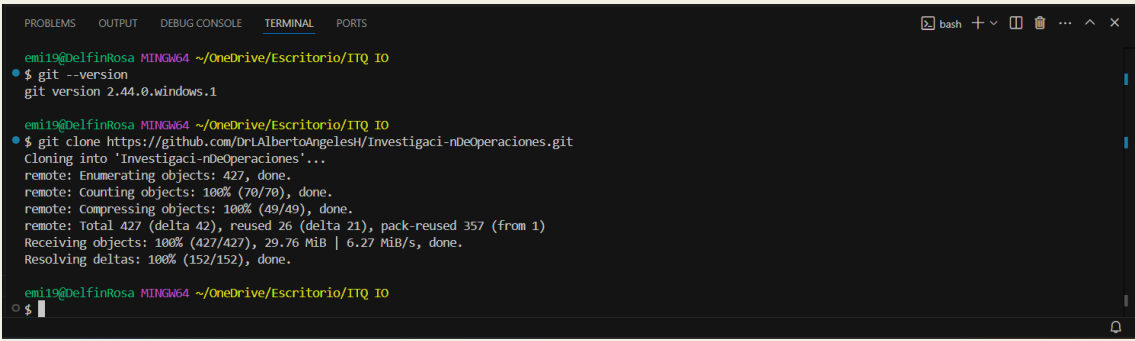 PROBLEMS OUTPUT DEBUG CONSOLE TERMINAL PORTS bash
emi19@DelfinRosa MINGW64 ~/OneDrive/Escritorio/ITQ IO
$ git --version
git version 2.44.0.windows.1
emi19@DelfinRosa MINGW64 ~/OneDrive/Escritorio/ITQ IO
$ git clone https://github.com/DrLAlbertoAngelesH/Investigaci-nDeOperaciones.git
Cloning into 'Investigaci-nDeOperaciones'...
remote: Enumerating objects: 427, done.
remote: Counting objects: 100% (70/70), done.
remote: Compressing objects: 100% (49/49), done.
remote: Total 427 (delta 42), reused 26 (delta 21), pack-reused 357 (from 1)
Receiving objects: 100% (427/427), 29.76 MiB | 6.27 MiB/s, done.
Resolving deltas: 100% (152/152), done.
emi19@DelfinRosa MINGW64 ~/OneDrive/Escritorio/ITQ IO
$